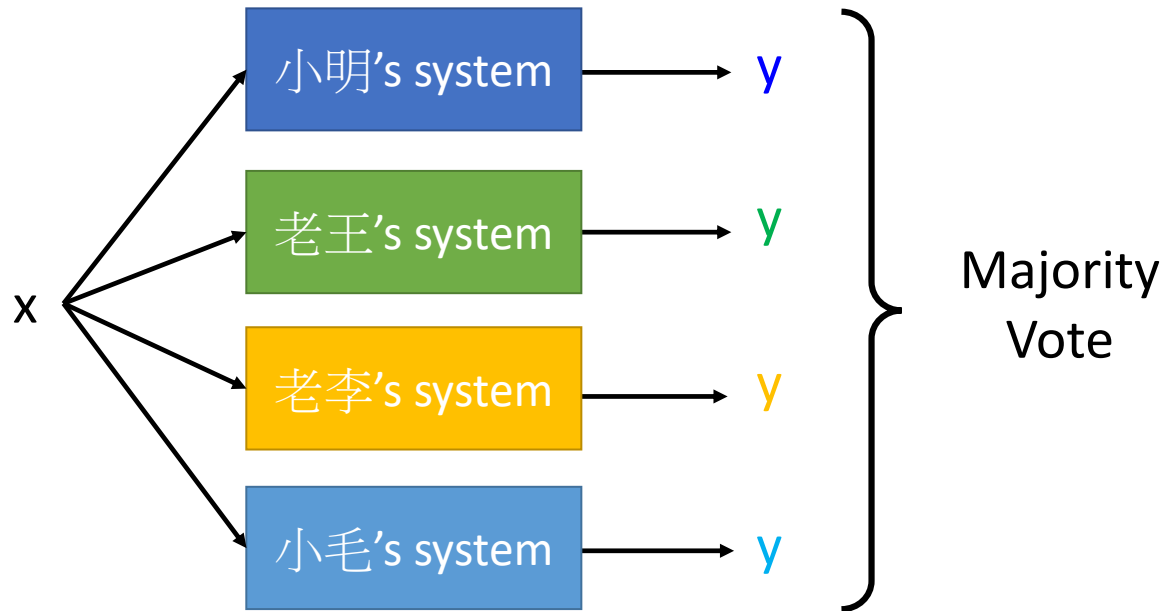 x
小明’s system
y
老王’s system
y
老李’s system
y
小毛’s system
y
Majority
Vote